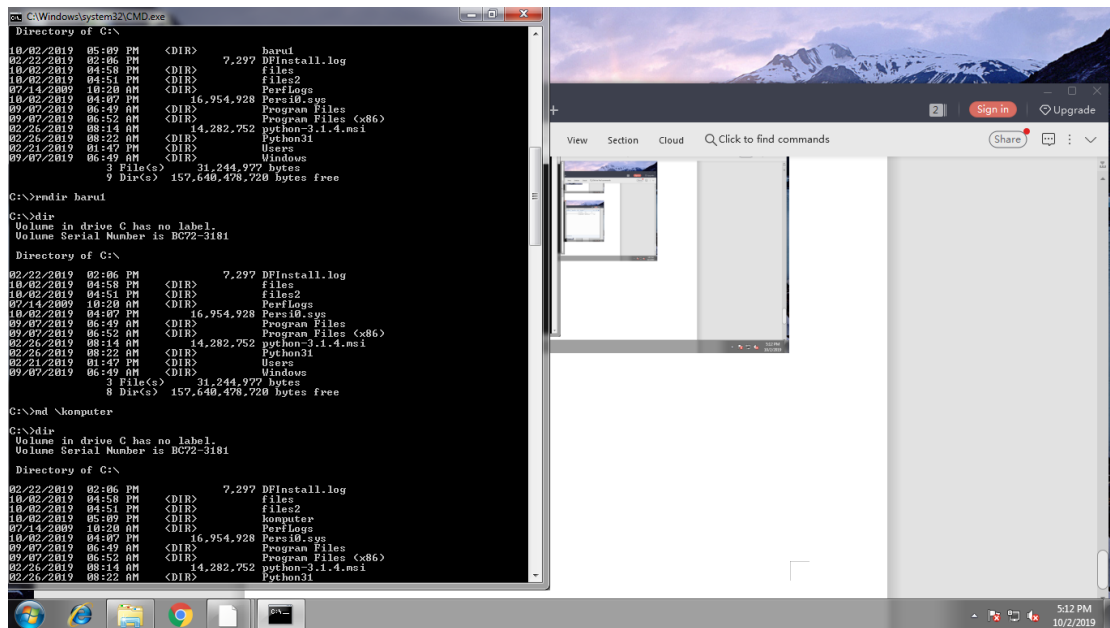 C:\Windows\system32\CMD.exe
Directory of C:\
10/02/2019 05:09 PM <DIR> baru1
02/22/2019 02:06 PM 7,297 DFInstall.log
10/02/2019 04:58 PM <DIR> files
10/02/2019 04:51 PM <DIR> files2
07/14/2009 10:20 AM <DIR> PerfLogs
10/02/2019 04:07 PM 16,954,928 Persi0.sys
09/07/2019 06:49 AM <DIR> Program Files
09/07/2019 06:52 AM <DIR> Program Files (x86)
02/26/2019 08:14 AM 14,282,752 python-3.1.4.msi
02/26/2019 08:22 AM <DIR> Python31
02/21/2019 01:47 PM <DIR> Users
09/07/2019 06:49 AM <DIR> Windows
3 File(s) 31,244,977 bytes
9 Dir(s) 157,640,478,720 bytes free
C:\>rmdir baru1
C:\>dir
Volume in drive C has no label.
Volume Serial Number is BC72-3181
Directory of C:\
02/22/2019 02:06 PM 7,297 DFInstall.log
10/02/2019 04:58 PM <DIR> files
10/02/2019 04:51 PM <DIR> files2
07/14/2009 10:20 AM <DIR> PerfLogs
10/02/2019 04:07 PM 16,954,928 Persi0.sys
09/07/2019 06:49 AM <DIR> Program Files
09/07/2019 06:52 AM <DIR> Program Files (x86)
02/26/2019 08:14 AM 14,282,752 python-3.1.4.msi
02/26/2019 08:22 AM <DIR> Python31
02/21/2019 01:47 PM <DIR> Users
09/07/2019 06:49 AM <DIR> Windows
3 File(s) 31,244,977 bytes
8 Dir(s) 157,640,478,720 bytes free
C:\>md \komputer
C:\>dir
Volume in drive C has no label.
Volume Serial Number is BC72-3181
Directory of C:\
02/22/2019 02:06 PM 7,297 DFInstall.log
10/02/2019 04:58 PM <DIR> files
10/02/2019 04:51 PM <DIR> files2
10/02/2019 05:09 PM <DIR> komputer
07/14/2009 10:20 AM <DIR> PerfLogs
10/02/2019 04:07 PM 16,954,928 Persi0.sys
09/07/2019 06:49 AM <DIR> Program Files
09/07/2019 06:52 AM <DIR> Program Files (x86)
02/26/2019 08:14 AM 14,282,752 python-3.1.4.msi
02/26/2019 08:22 AM <DIR> Python31
2 Sign in Upgrade
View Section Cloud Click to find commands Share
5:12 PM
10/2/2019
5:12 PM
10/2/2019